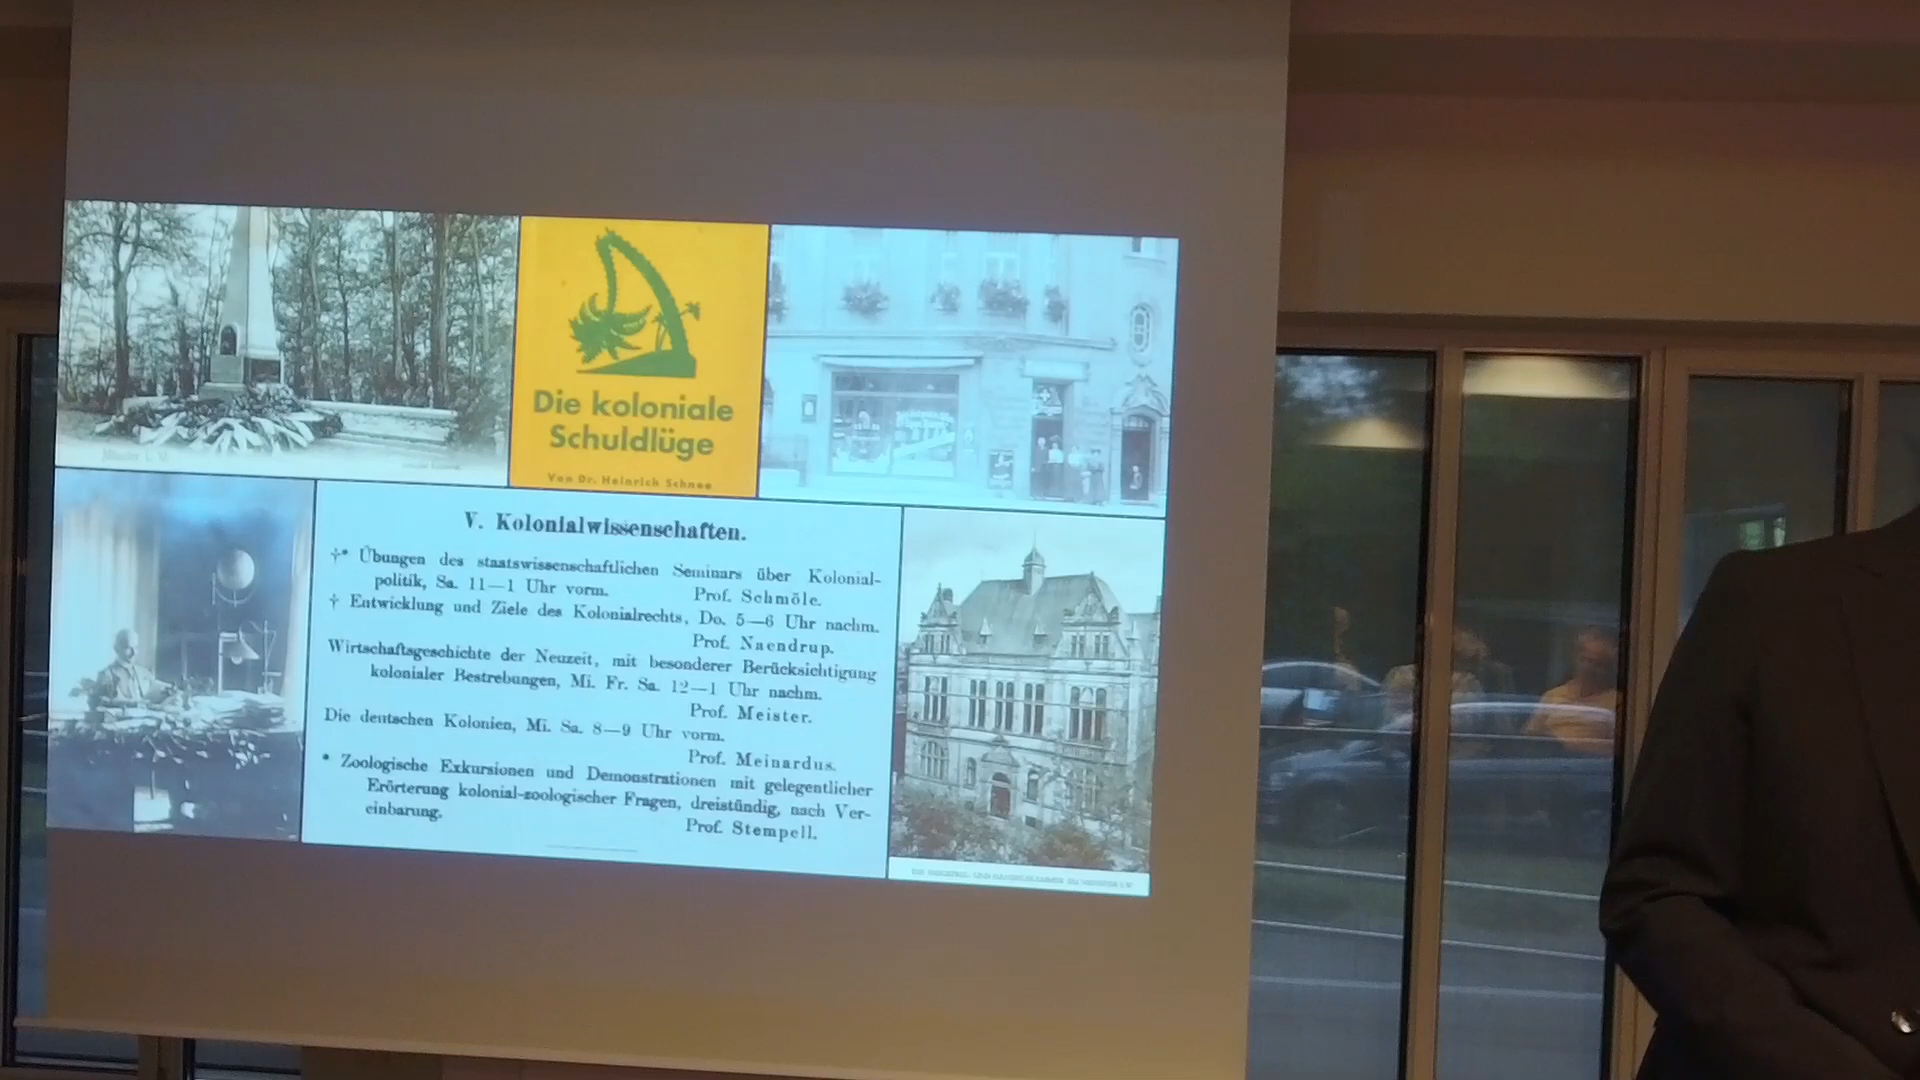 Münster i. W.
Die koloniale
Schuldlüge
Von Dr. Heinrich Schnee
V. Kolonialwissenschaften.
†* Übungen des staatswissenschaftlichen Seminars über Kolonial-
politik, Sa. 11—1 Uhr vorm. Prof. Schmöle.
† Entwicklung und Ziele des Kolonialrechts, Do. 5—6 Uhr nachm.
Prof. Naendrup.
Wirtschaftsgeschichte der Neuzeit, mit besonderer Berücksichtigung
kolonialer Bestrebungen, Mi. Fr. Sa. 12—1 Uhr nachm.
Prof. Meister.
Die deutschen Kolonien, Mi. Sa. 8—9 Uhr vorm.
Prof. Meinardus.
* Zoologische Exkursionen und Demonstrationen mit gelegentlicher
Erörterung kolonial-zoologischer Fragen, dreistündig, nach Ver-
einbarung. Prof. Stempell.